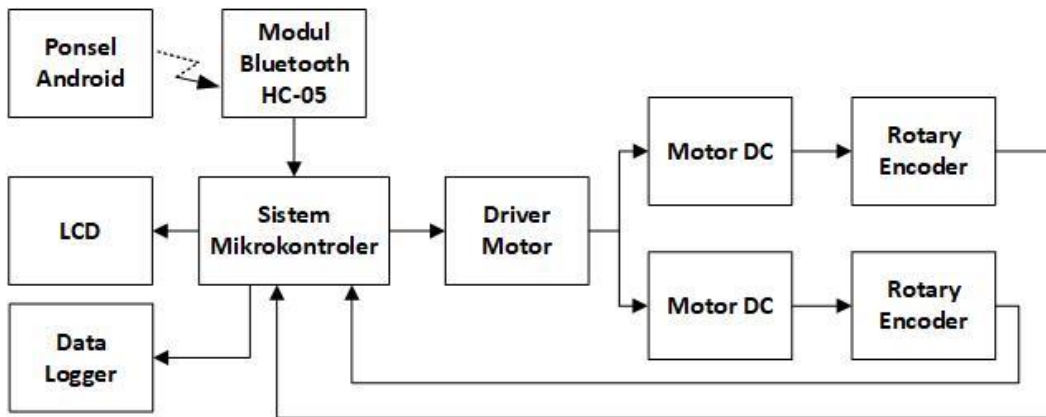 Ponsel
Android
Modul
Bluetooth
HC-05
Motor DC
Rotary
Encoder
LCD
Sistem
Mikrokontroler
Driver
Motor
Motor DC
Rotary
Encoder
Data
Logger